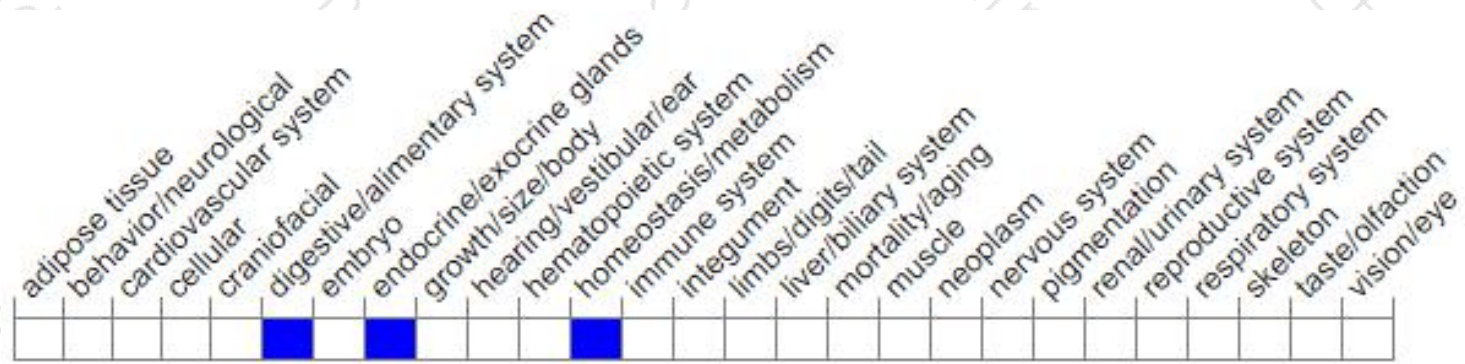 adipose tissue
behavior/neurological
cardiovascular system
cellular
craniofacial
digestive/alimentary system
embryo
endocrine/exocrine glands
growth/size/body
hearing/vestibular/ear
hematopoietic system
homeostasis/metabolism
immune system
integument
limbs/digits/tail
liver/biliary system
mortality/aging
muscle
neoplasm
nervous system
pigmentation
renal/urinary system
reproductive system
respiratory system
skeleton
taste/olfaction
vision/eye